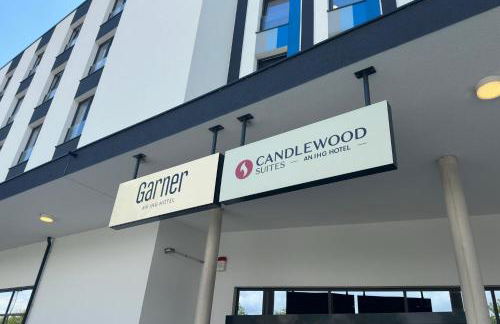 Garner
AN IHG HOTEL
CANDLEWOOD
SUITES — AN IHG HOTEL —